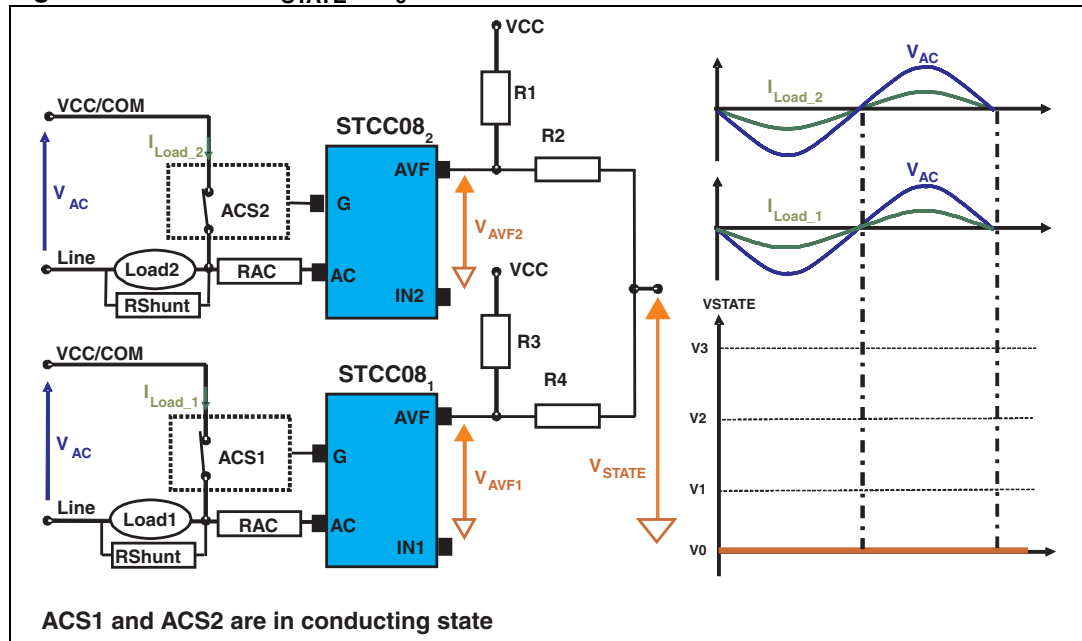 STATE 0
VCC
R1
R2
VCC/COM
I Load_2
V AC
ACS2
STCC08 2
AVF
G
AC
IN2
V AVF2
Line
Load2
RShunt
RAC
VCC
R3
R4
VCC/COM
I Load_1
V AC
ACS1
STCC08 1
AVF
G
AC
IN1
V AVF1
V STATE
Line
Load1
RShunt
RAC
V AC
I Load_2
V AC
I Load_1
VSTATE
V3
V2
V1
V0
ACS1 and ACS2 are in conducting state